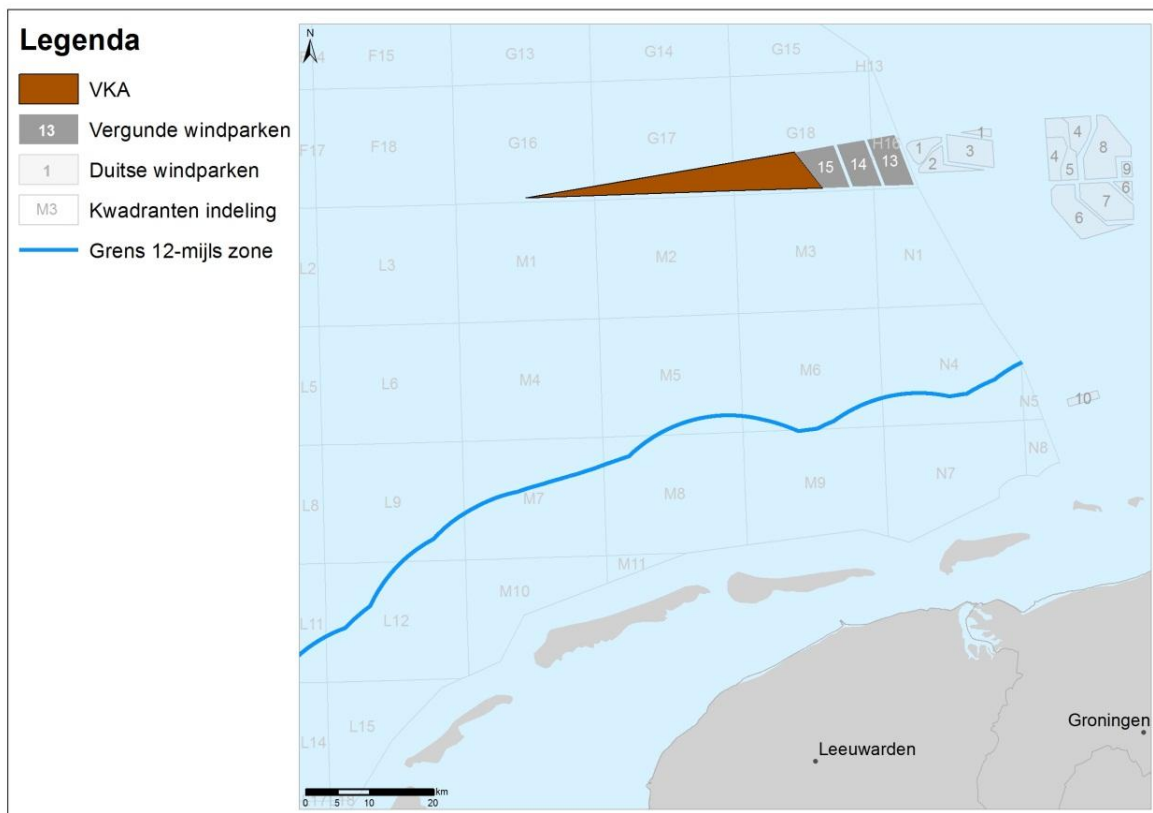 Legenda
VKA
13 Vergunde windparken
1 Duitse windparken
M3 Kwadranten indeling
Grens 12-mijls zone
N
F15 G13 G14 G15
H13
F17 F18 G16 G17 G18 H16
15 14 13
1 2 3 1
4 4 5 8 9 6 7 6
L2 L3 M1 M2 M3 N1
L5 L6 M4 M5 M6 N4
N5 10
L8 L9 M7 M8 M9 N7 N8
L11 L12 M10 M11
L14 L15
Groningen
Leeuwarden
km
0 5 10 20